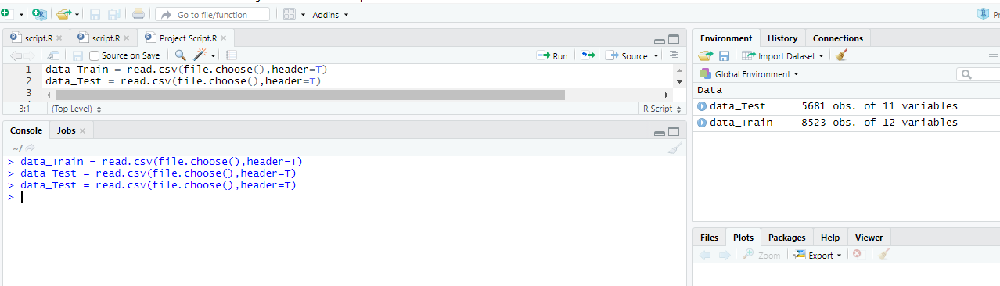 Go to file/function
Addins
script.R
script.R
Project Script.R
Source on Save
Run
Source
1 data_Train = read.csv(file.choose(),header=T)
2 data_Test = read.csv(file.choose(),header=T)
3
3:1 (Top Level) R Script
Console Jobs
~/
> data_Train = read.csv(file.choose(),header=T)
> data_Test = read.csv(file.choose(),header=T)
> data_Test = read.csv(file.choose(),header=T)
>
Environment History Connections
Import Dataset
Global Environment
Data
data_Test 5681 obs. of 11 variables
data_Train 8523 obs. of 12 variables
Files Plots Packages Help Viewer
Zoom Export